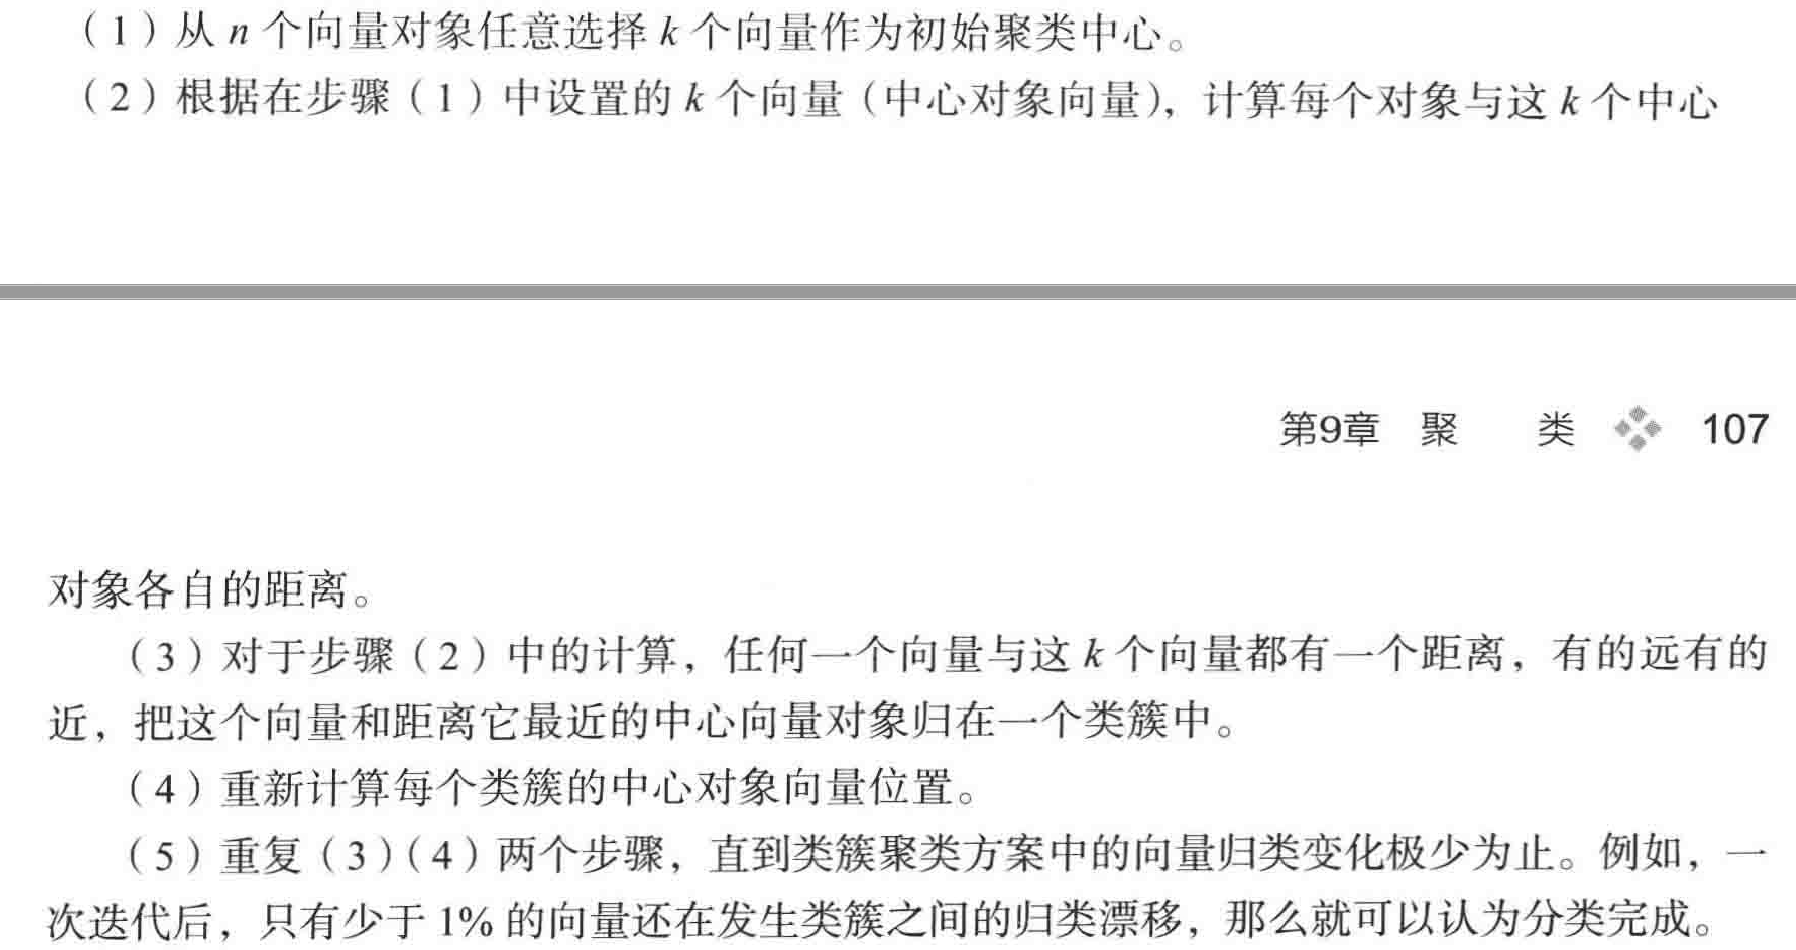 （1）从 n 个向量对象任意选择 k 个向量作为初始聚类中心。
（2）根据在步骤（1）中设置的 k 个向量（中心对象向量），计算每个对象与这 k 个中心
第9章 聚 类 107
对象各自的距离。
（3）对于步骤（2）中的计算，任何一个向量与这 k 个向量都有一个距离，有的远有的
近，把这个向量和距离它最近的中心向量对象归在一个类簇中。
（4）重新计算每个类簇的中心对象向量位置。
（5）重复（3）（4）两个步骤，直到类簇聚类方案中的向量归类变化极少为止。例如，一
次迭代后，只有少于 1% 的向量还在发生类簇之间的归类漂移，那么就可以认为分类完成。